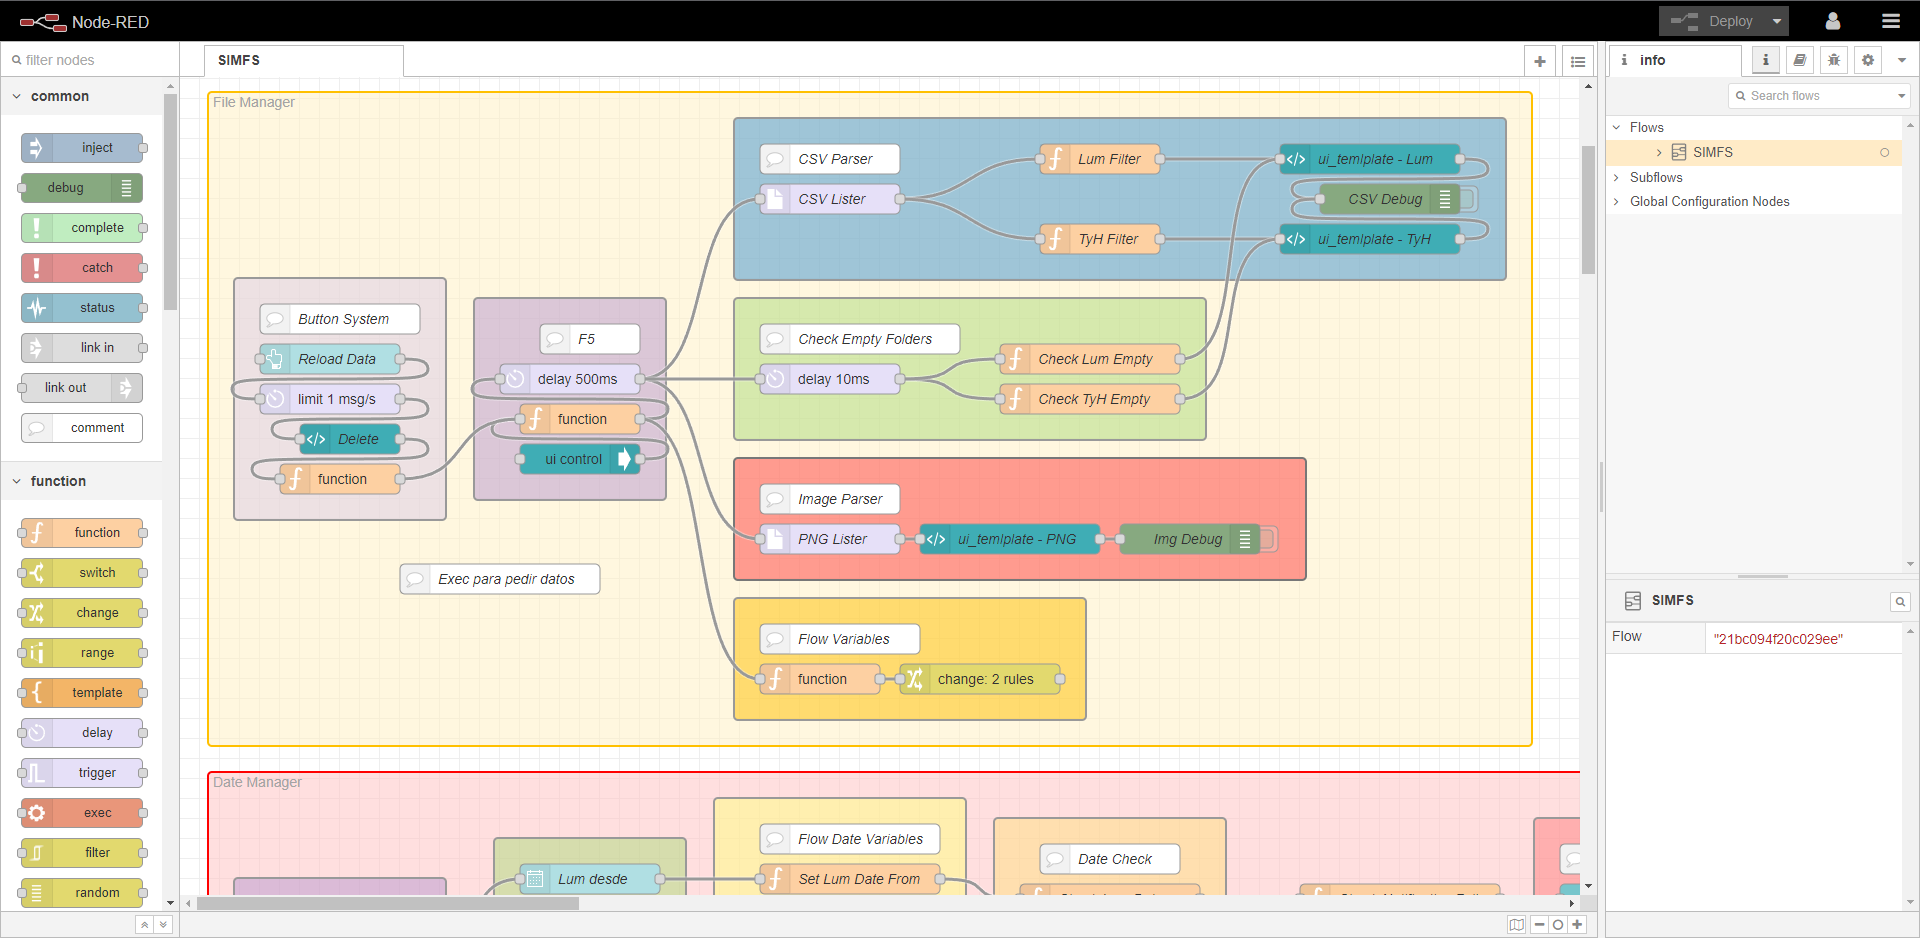 Node-RED
Deploy
filter nodes
SIMFS
info
Search flows
common
inject
debug
complete
catch
status
link in
link out
comment
function
function
switch
change
range
template
delay
trigger
exec
filter
random
File Manager
CSV Parser
CSV Lister
Lum Filter
TyH Filter
ui_temlplate - Lum
CSV Debug
ui_temlplate - TyH
Button System
Reload Data
limit 1 msg/s
Delete
function
F5
delay 500ms
function
ui control
Check Empty Folders
delay 10ms
Check Lum Empty
Check TyH Empty
Image Parser
PNG Lister
ui_temlplate - PNG
Img Debug
Exec para pedir datos
Flow Variables
function
change: 2 rules
Date Manager
Lum desde
Flow Date Variables
Set Lum Date From
Date Check
Flows
SIMFS
Subflows
Global Configuration Nodes
SIMFS
Flow
"21bc094f20c029ee"